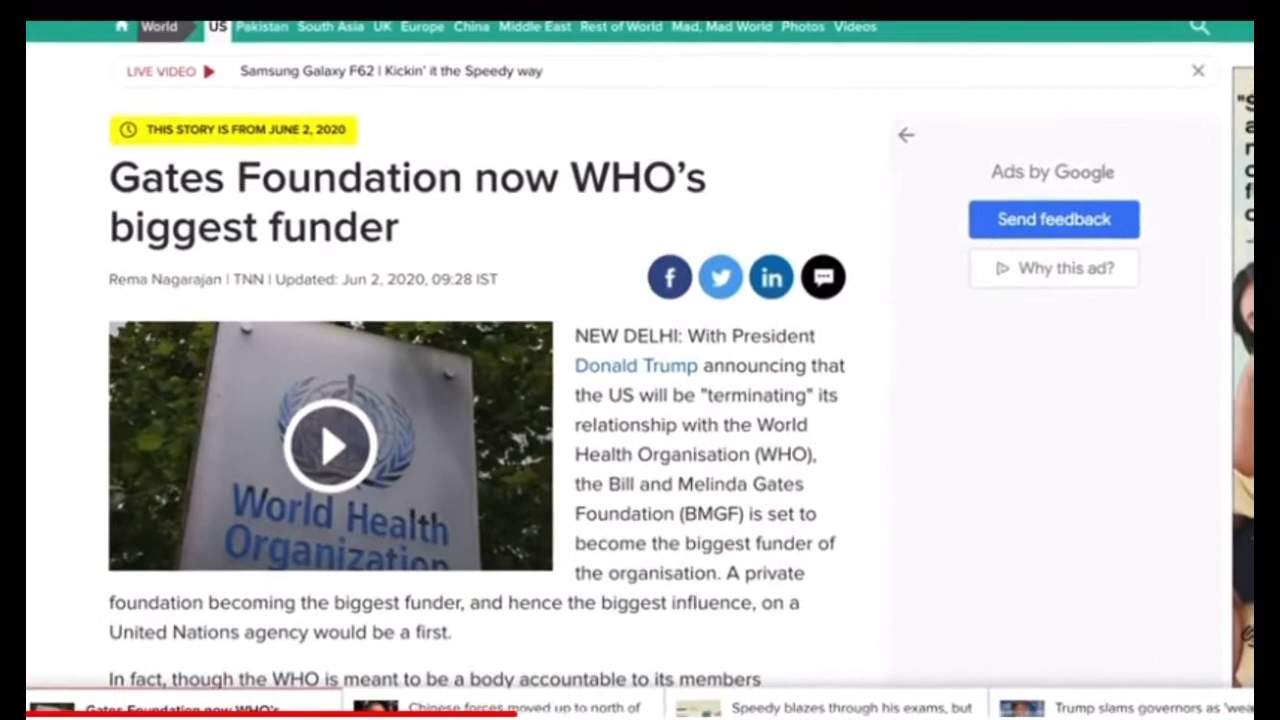 World US Pakistan South Asia UK Europe China Middle East Rest of World Mad, Mad World Photos Videos
LIVE VIDEO Samsung Galaxy F62 | Kickin' it the Speedy way
THIS STORY IS FROM JUNE 2, 2020
Gates Foundation now WHO's
biggest funder
Rema Nagarajan | TNN | Updated: Jun 2, 2020, 09:28 IST
World Health
Organization
NEW DELHI: With President
Donald Trump announcing that
the US will be "terminating" its
relationship with the World
Health Organisation (WHO),
the Bill and Melinda Gates
Foundation (BMGF) is set to
become the biggest funder of
the organisation. A private
foundation becoming the biggest funder, and hence the biggest influence, on a
United Nations agency would be a first.
In fact, though the WHO is meant to be a body accountable to its members
Ads by Google
Send feedback
Why this ad?
Gates Foundation now WHO's
Chinese forces moved up to north of
Speedy blazes through his exams, but
Trump slams governors as